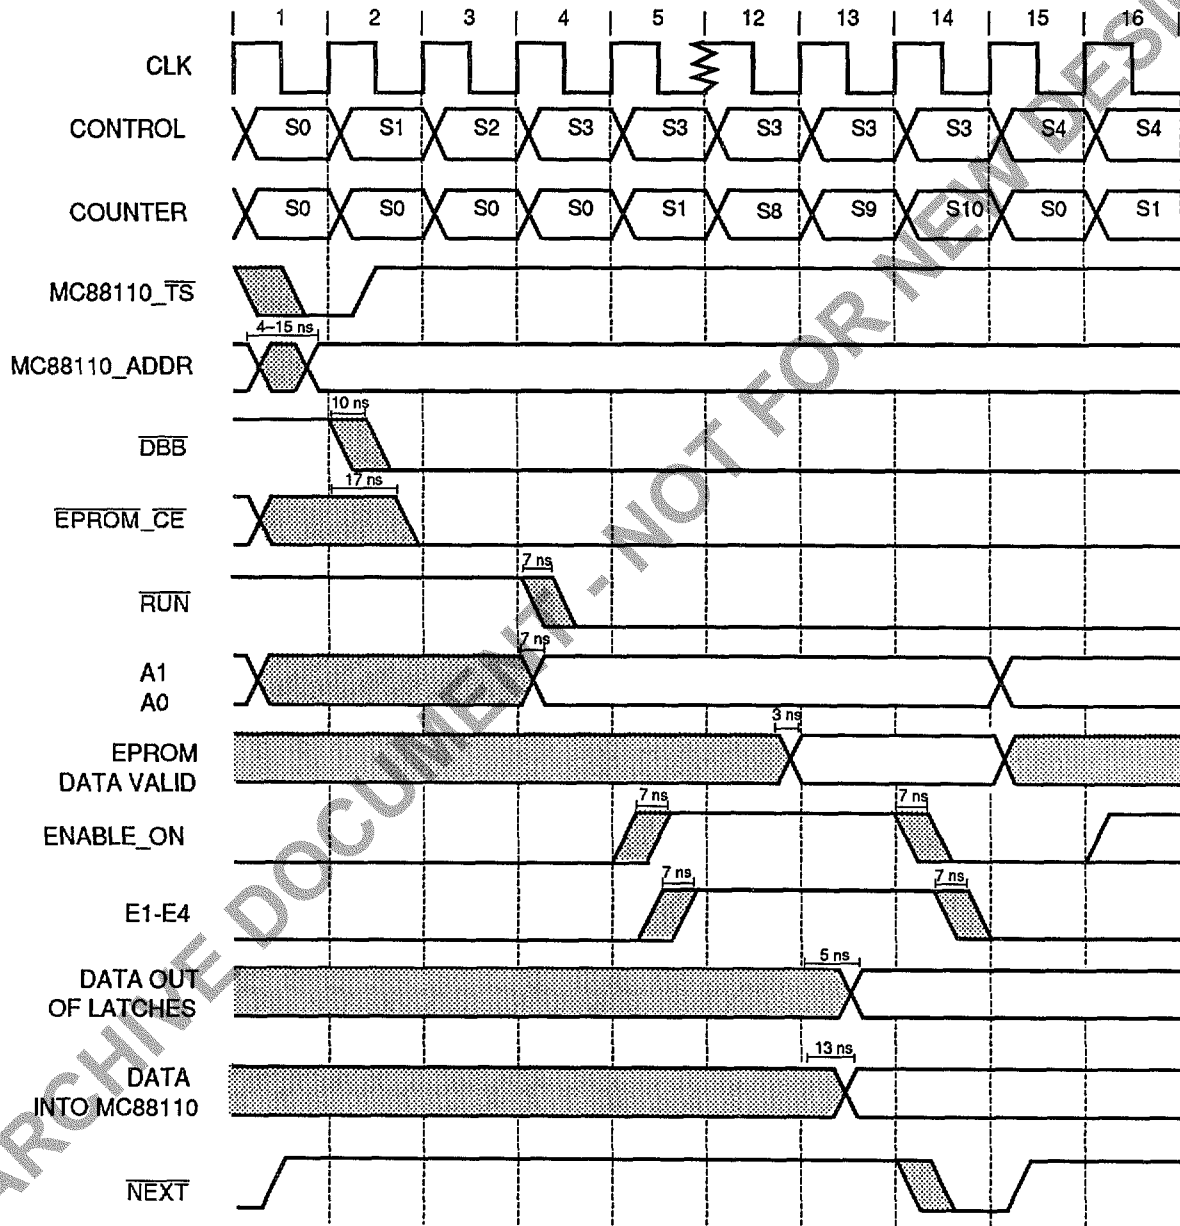 1 2 3 4 5 12 13 14 15 16
CLK
CONTROL S0 S1 S2 S3 S3 S3 S3 S3 S4 S4
COUNTER S0 S0 S0 S0 S1 S8 S9 S10 S0 S1
MC88110_TS
4–15 ns
MC88110_ADDR
10 ns
DBB
17 ns
EPROM_CE
7 ns
RUN
7 ns
A1
A0
3 ns
EPROM
DATA VALID
7 ns 7 ns
ENABLE_ON
7 ns 7 ns
E1-E4
5 ns
DATA OUT
OF LATCHES
13 ns
DATA
INTO MC88110
NEXT
ARCHIVE DOCUMENT - NOT FOR NEW DESI